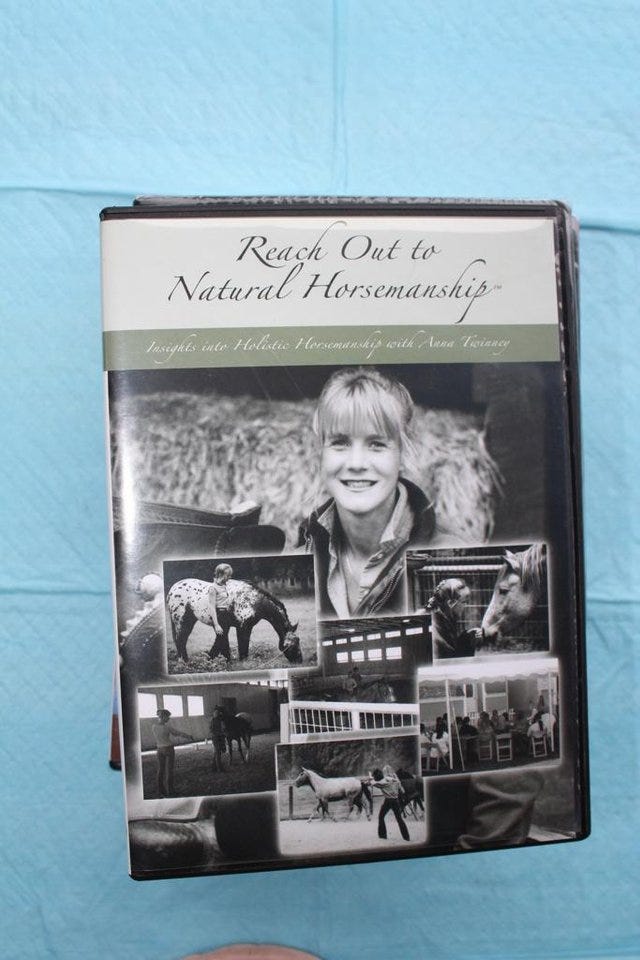 Reach Out to
Natural Horsemanship™
Insights into Holistic Horsemanship with Anna Twinney